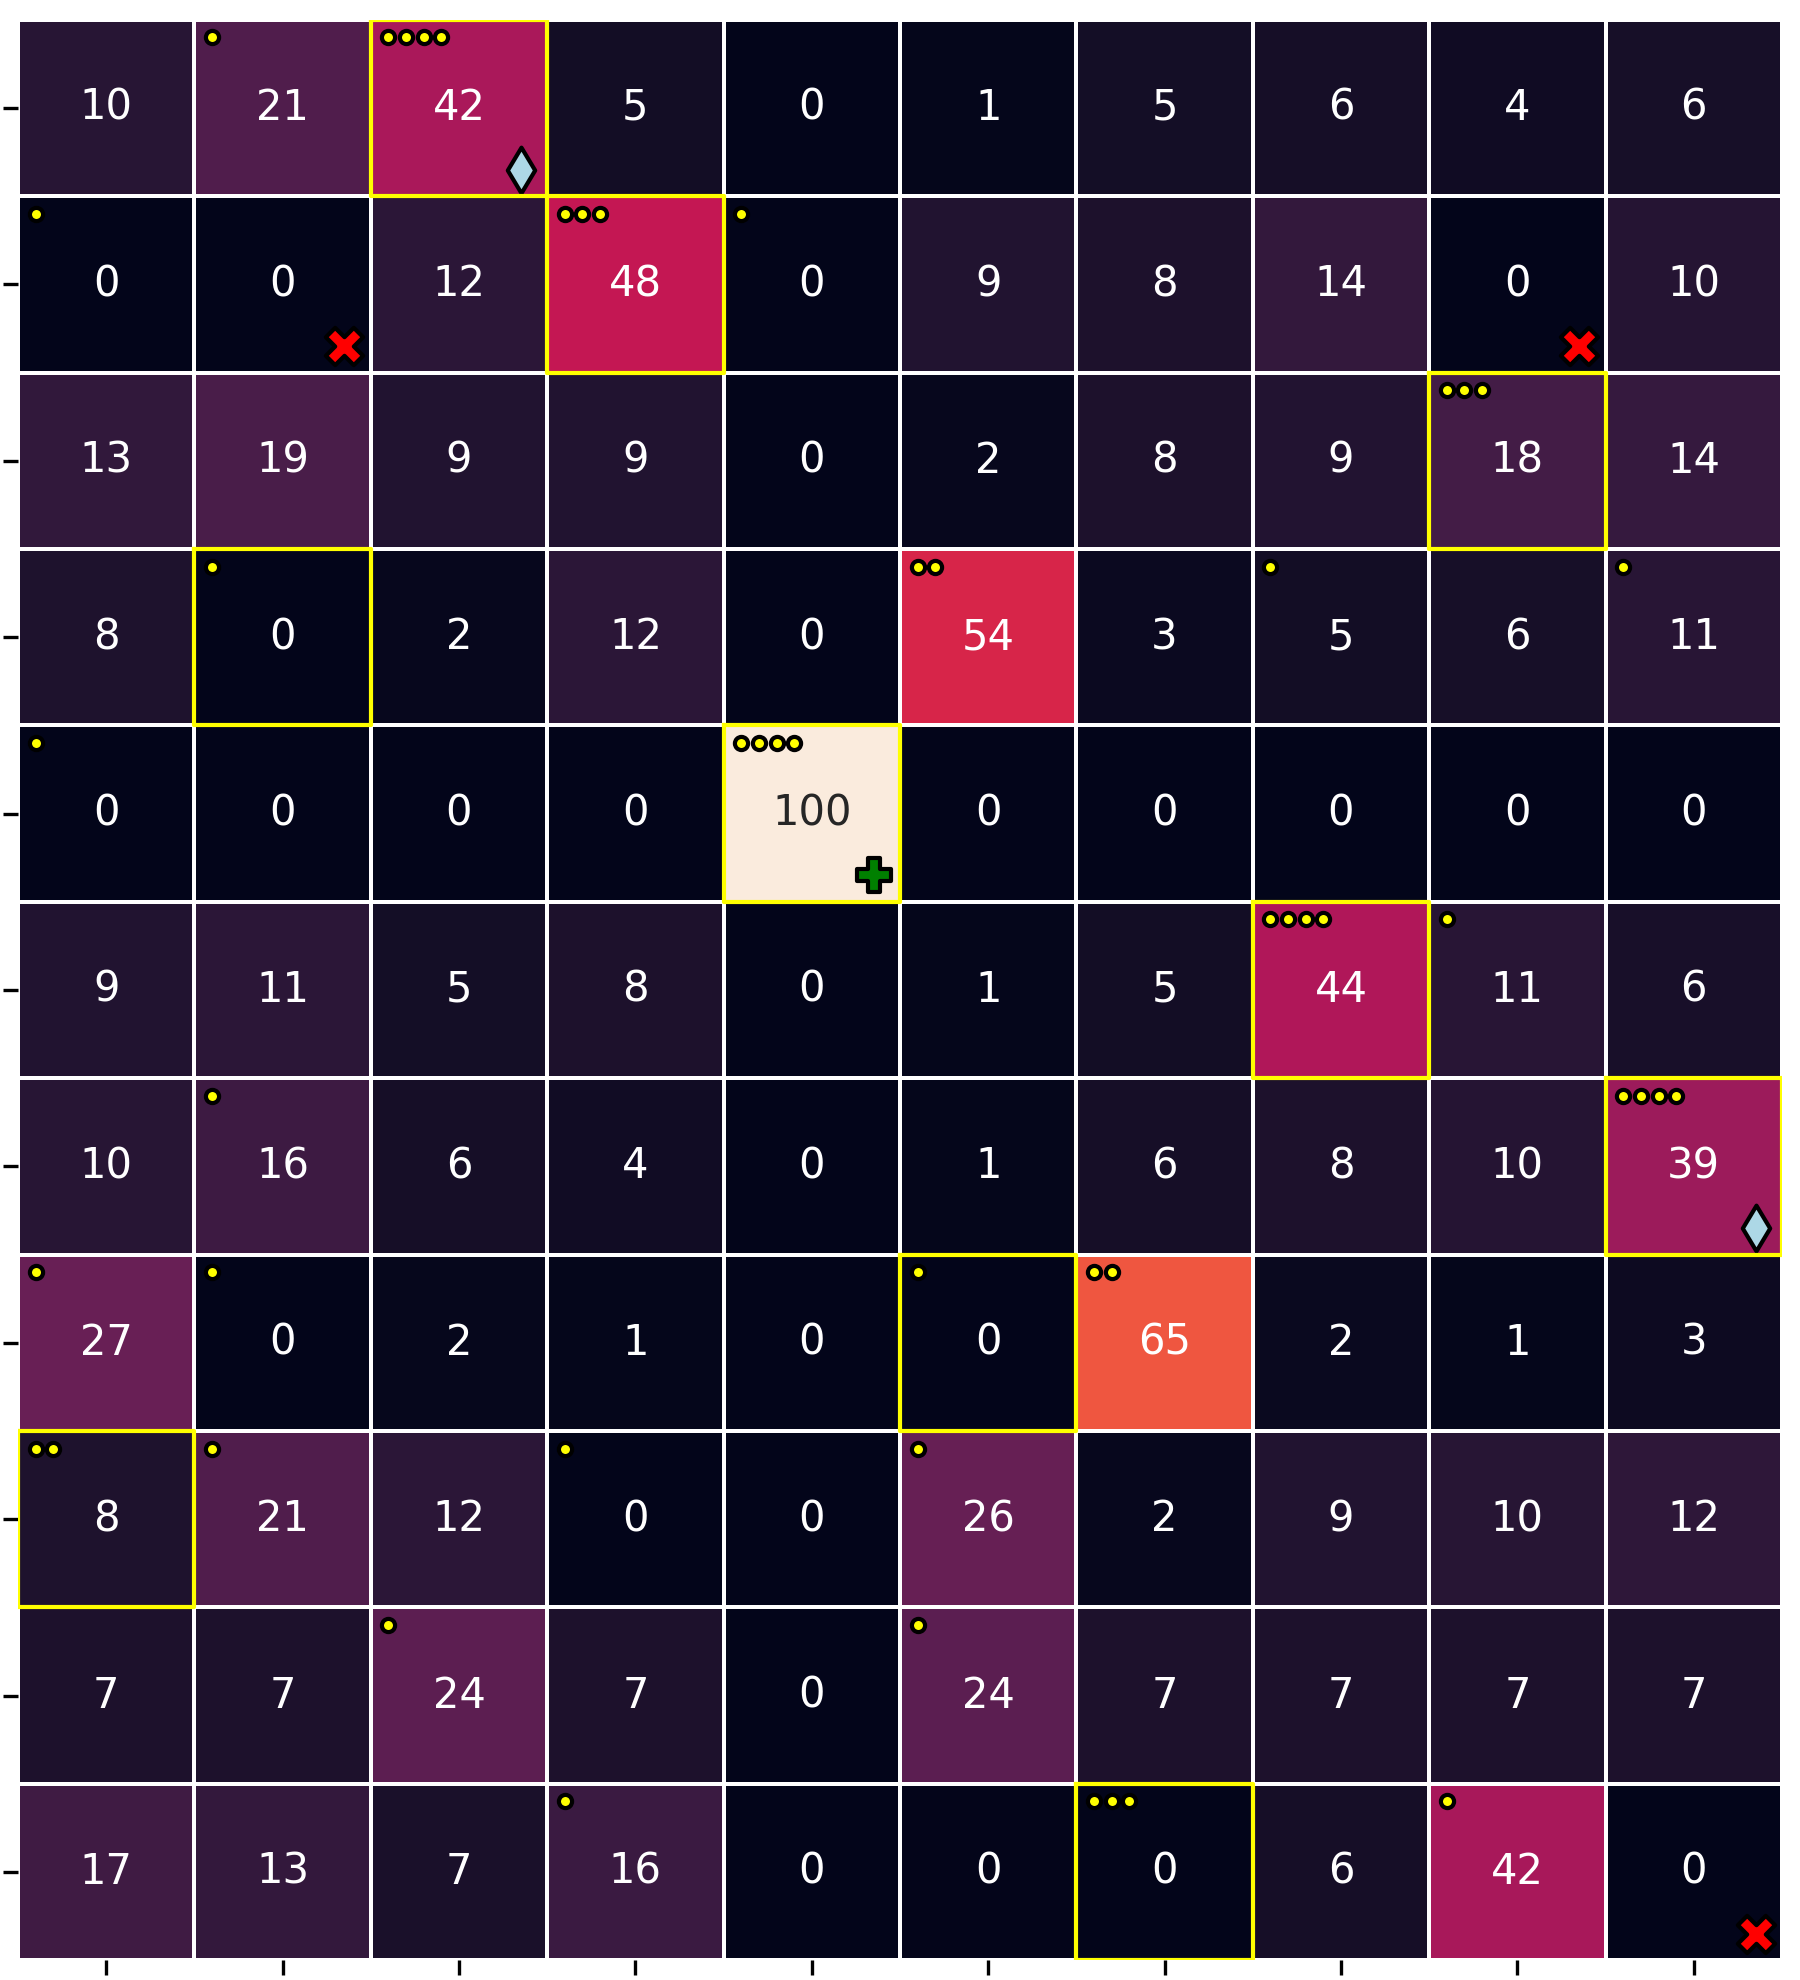 10 21 42 5 0 1 5 6 4 6
0 0 12 48 0 9 8 14 0 10
13 19 9 9 0 2 8 9 18 14
8 0 2 12 0 54 3 5 6 11
0 0 0 0 100 0 0 0 0 0
9 11 5 8 0 1 5 44 11 6
10 16 6 4 0 1 6 8 10 39
27 0 2 1 0 0 65 2 1 3
8 21 12 0 0 26 2 9 10 12
7 7 24 7 0 24 7 7 7 7
17 13 7 16 0 0 0 6 42 0